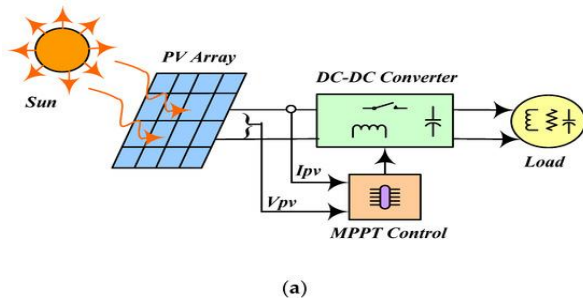 PV Array
DC-DC Converter
Sun
Load
Ipv
Vpv
MPPT Control
(a)